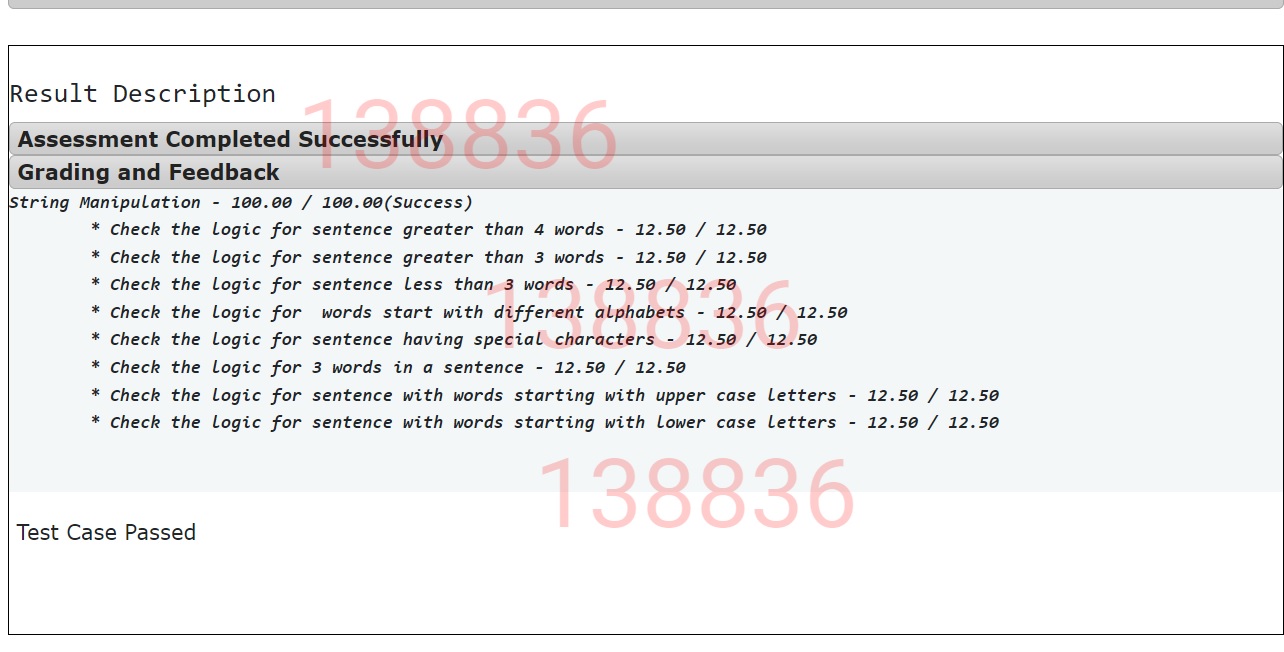 Result Description
138836
Assessment Completed Successfully
Grading and Feedback
String Manipulation - 100.00 / 100.00(Success)
* Check the logic for sentence greater than 4 words - 12.50 / 12.50
* Check the logic for sentence greater than 3 words - 12.50 / 12.50
* Check the logic for sentence less than 3 words - 12.50 / 12.50
138836
* Check the logic for  words start with different alphabets - 12.50 / 12.50
* Check the logic for sentence having special characters - 12.50 / 12.50
* Check the logic for 3 words in a sentence - 12.50 / 12.50
* Check the logic for sentence with words starting with upper case letters - 12.50 / 12.50
* Check the logic for sentence with words starting with lower case letters - 12.50 / 12.50
138836
Test Case Passed